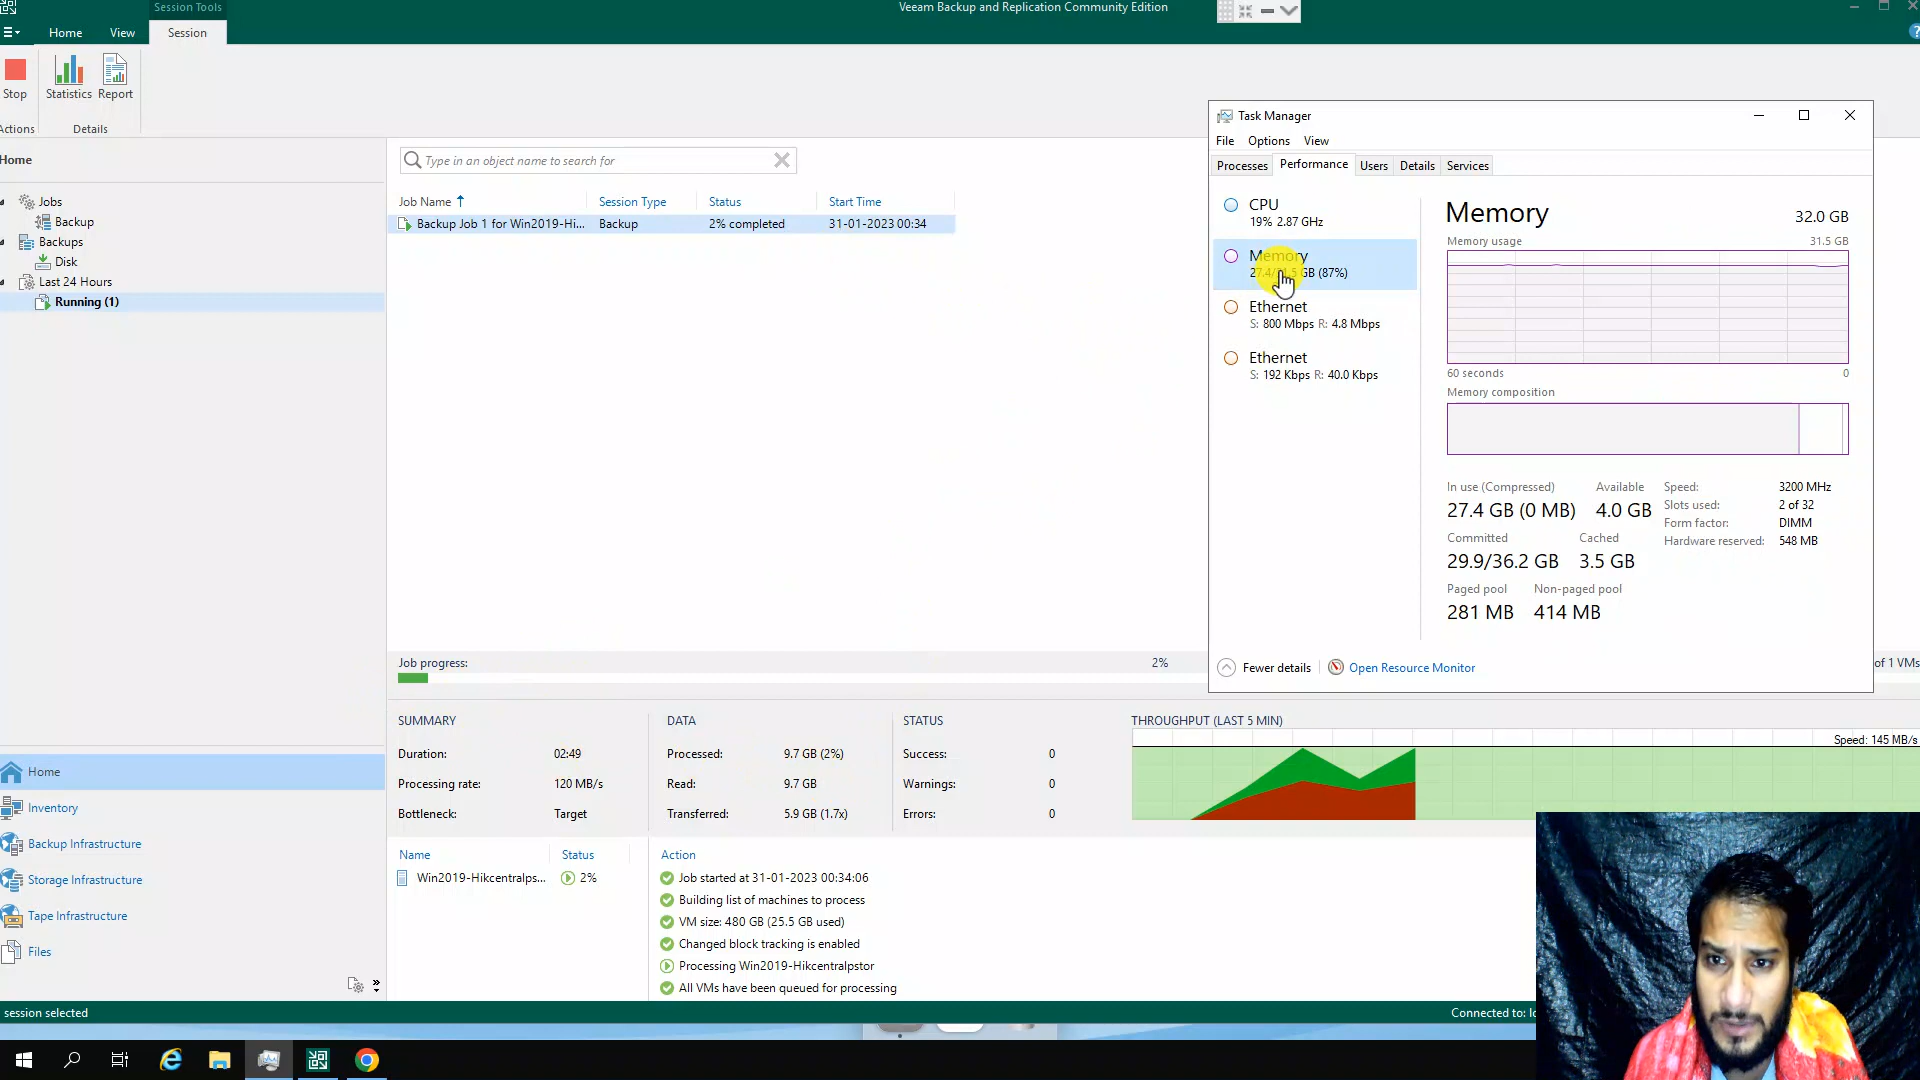 Session Tools
Veeam Backup and Replication Community Edition
Home View Session
Stop Statistics Report
Actions Details
Home
Jobs
Backup
Backups
Disk
Last 24 Hours
Running (1)
Type in an object name to search for
Job Name Session Type Status Start Time
Backup Job 1 for Win2019-Hi... Backup 2% completed 31-01-2023 00:34
Task Manager
File Options View
Processes Performance Users Details Services
CPU
19% 2.87 GHz
Memory
GB (87%)
Ethernet
S: 800 Mbps R: 4.8 Mbps
Ethernet
S: 192 Kbps R: 40.0 Kbps
Memory 32.0 GB
Memory usage 31.5 GB
60 seconds 0
Memory composition
In use (Compressed) Available
27.4 GB (0 MB) 4.0 GB
Committed Cached
29.9/36.2 GB 3.5 GB
Paged pool Non-paged pool
281 MB 414 MB
Speed: 3200 MHz
Slots used: 2 of 32
Form factor: DIMM
Hardware reserved: 548 MB
Fewer details Open Resource Monitor
Job progress: 2% of 1 VMs
SUMMARY
Duration: 02:49
Processing rate: 120 MB/s
Bottleneck: Target
DATA
Processed: 9.7 GB (2%)
Read: 9.7 GB
Transferred: 5.9 GB (1.7x)
STATUS
Success: 0
Warnings: 0
Errors: 0
THROUGHPUT (LAST 5 MIN)
Speed: 145 MB/s
Name Status
Win2019-Hikcentralps... 2%
Action
Job started at 31-01-2023 00:34:06
Building list of machines to process
VM size: 480 GB (25.5 GB used)
Changed block tracking is enabled
Processing Win2019-Hikcentralpstor
All VMs have been queued for processing
Home
Inventory
Backup Infrastructure
Storage Infrastructure
Tape Infrastructure
Files
session selected
Connected to: